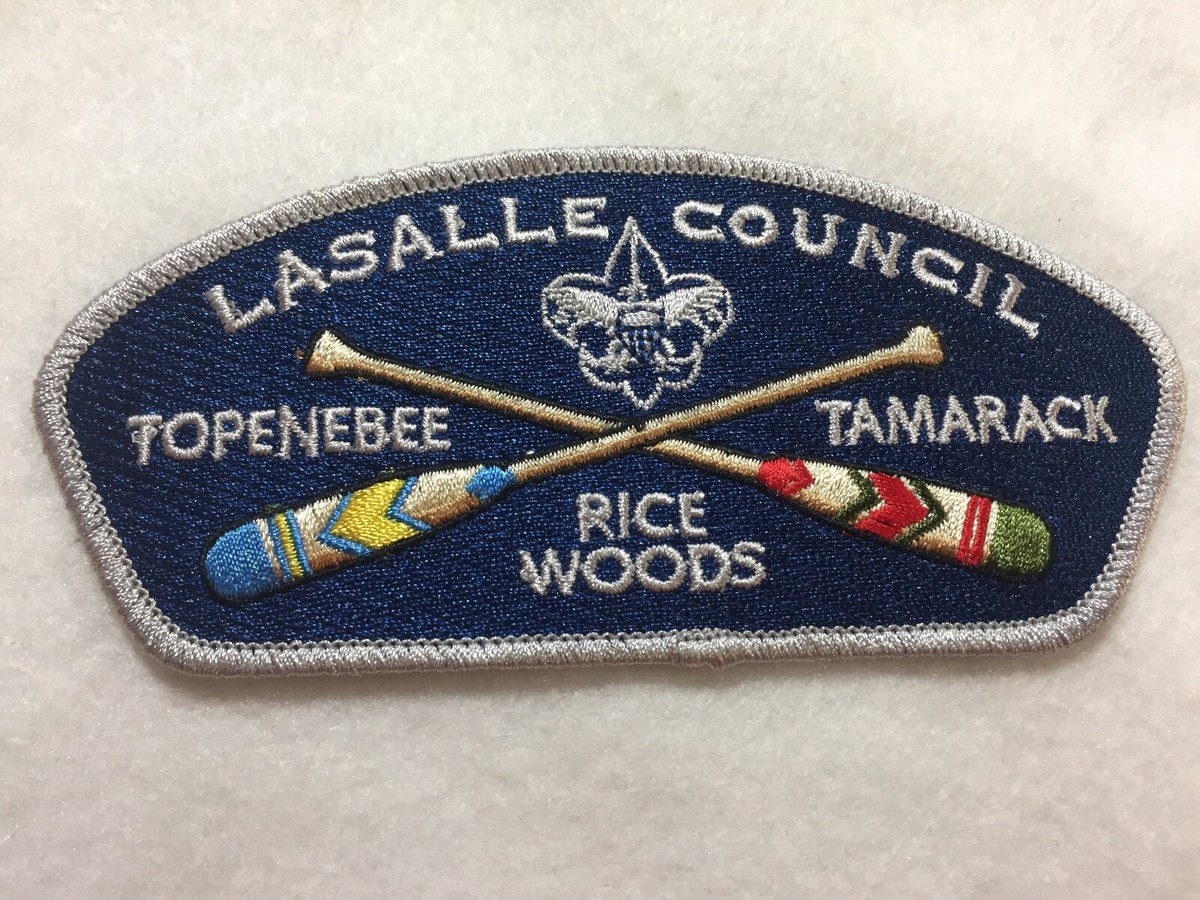 LASALLE COUNCIL
TOPENEBEE
TAMARACK
RICE
WOODS